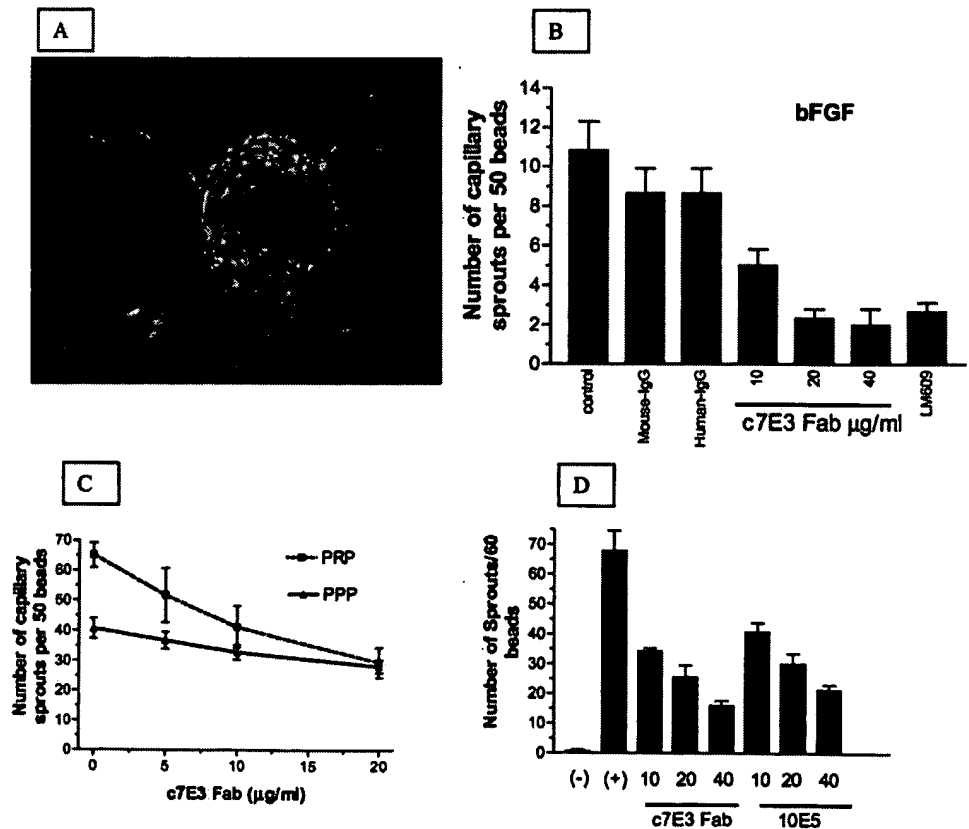 A
B
bFGF
Number of capillary
sprouts per 50 beads
14
12
10
8
6
4
2
0
control
Mouse-IgG
Human-IgG
10
20
40
LM609
c7E3 Fab µg/ml
C
Number of capillary
sprouts per 50 beads
70
60
50
40
30
20
10
0
PRP
PPP
0
5
10
15
20
c7E3 Fab (µg/ml)
D
Number of Sprouts/60
beads
70
60
50
40
30
20
10
0
(-)
(+)
10
20
40
10
20
40
c7E3 Fab
10E5